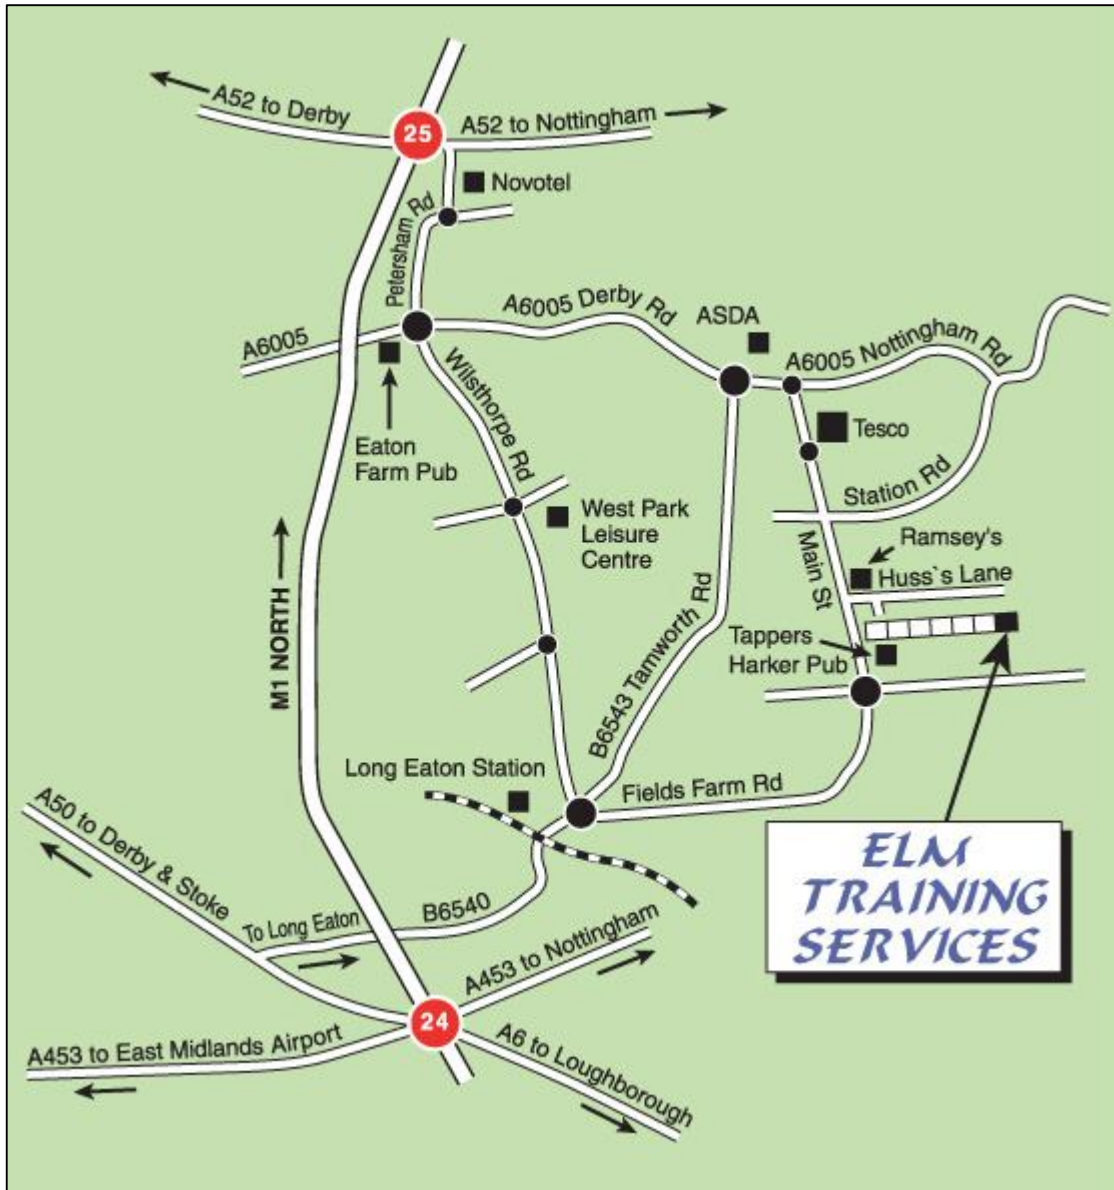 A52 to Derby
25
A52 to Nottingham
Novotel
Petersham Rd
A6005
A6005 Derby Rd
ASDA
A6005 Nottingham Rd
Eaton
Farm Pub
Wilsthorpe Rd
Tesco
Station Rd
West Park
Leisure
Centre
Main St
Ramsey's
Huss`s Lane
M1 NORTH
B6543 Tamworth Rd
Tappers
Harker Pub
Long Eaton Station
Fields Farm Rd
A50 to Derby & Stoke
ELM
TRAINING
SERVICES
To Long Eaton
B6540
A453 to Nottingham
24
A453 to East Midlands Airport
A6 to Loughborough